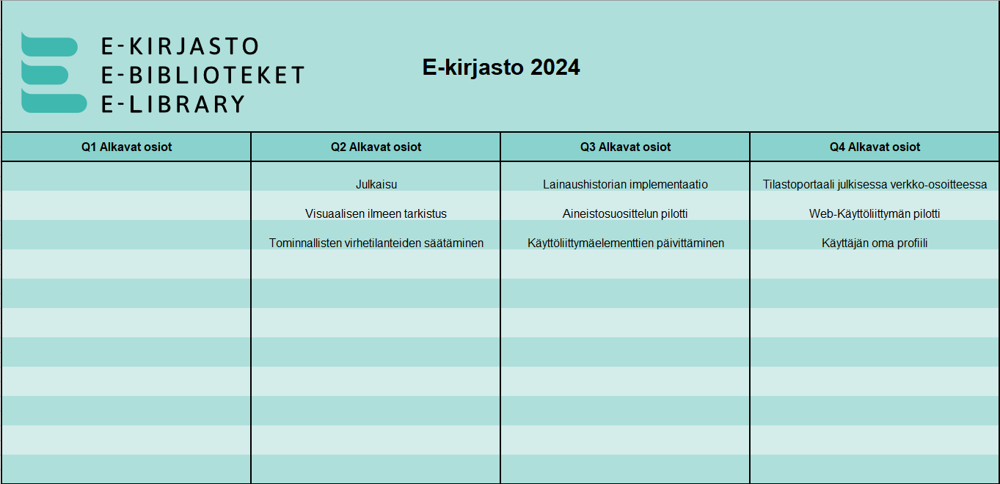 E-KIRJASTO
E-BIBLIOTEKET
E-LIBRARY
E-kirjasto 2024
Q1 Alkavat osiot
Q2 Alkavat osiot
Q3 Alkavat osiot
Q4 Alkavat osiot
Julkaisu
Lainaushistorian implementaatio
Tilastoportaali julkisessa verkko-osoitteessa
Visuaalisen ilmeen tarkistus
Aineistosuosittelun pilotti
Web-Käyttöliittymän pilotti
Tominnallisten virhetilanteiden säätäminen
Käyttöliittymäelementtien päivittäminen
Käyttäjän oma profiili